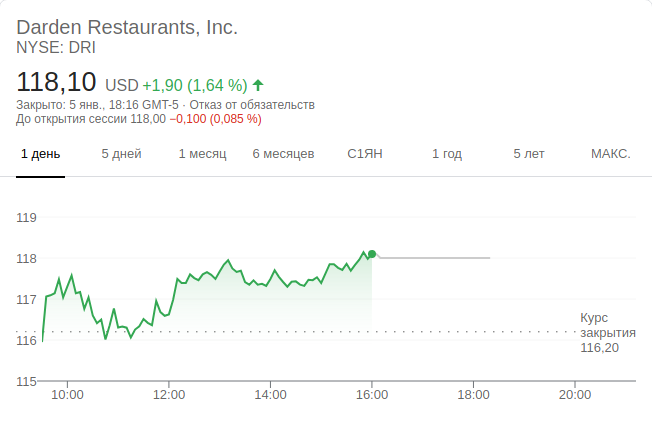 Darden Restaurants, Inc.
NYSE: DRI
118,10 USD +1,90 (1,64 %)
Закрыто: 5 янв., 18:16 GMT-5 · Отказ от обязательств
До открытия сессии 118,00 −0,100 (0,085 %)
1 день 5 дней 1 месяц 6 месяцев С1ЯН 1 год 5 лет МАКС.
119
118
117
116
115
Курс
закрытия
116,20
10:00 12:00 14:00 16:00 18:00 20:00